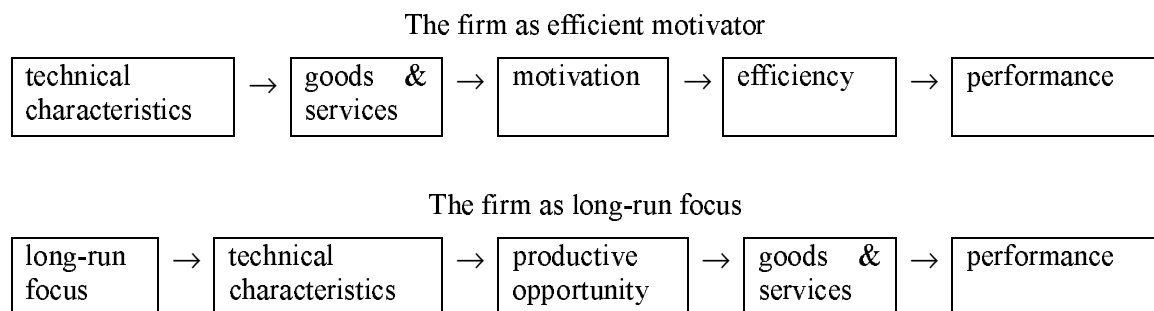 The firm as efficient motivator
technical → goods & → motivation → efficiency → performance
characteristics services
The firm as long-run focus
long-run → technical → productive → goods & → performance
focus characteristics opportunity services